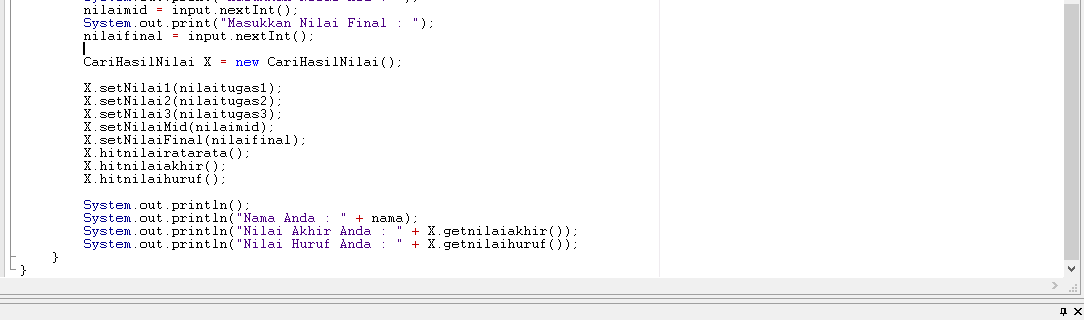 nilaimid = input.nextInt();
System.out.print("Masukkan Nilai Final : ");
nilaifinal = input.nextInt();
CariHasilNilai X = new CariHasilNilai();
X.setNilai1(nilaitugas1);
X.setNilai2(nilaitugas2);
X.setNilai3(nilaitugas3);
X.setNilaiMid(nilaimid);
X.setNilaiFinal(nilaifinal);
X.hitnilairatarata();
X.hitnilaiakhir();
X.hitnilaihuruf();
System.out.println();
System.out.println("Nama Anda : " + nama);
System.out.println("Nilai Akhir Anda : " + X.getnilaiakhir());
System.out.println("Nilai Huruf Anda : " + X.getnilaihuruf());
}
}